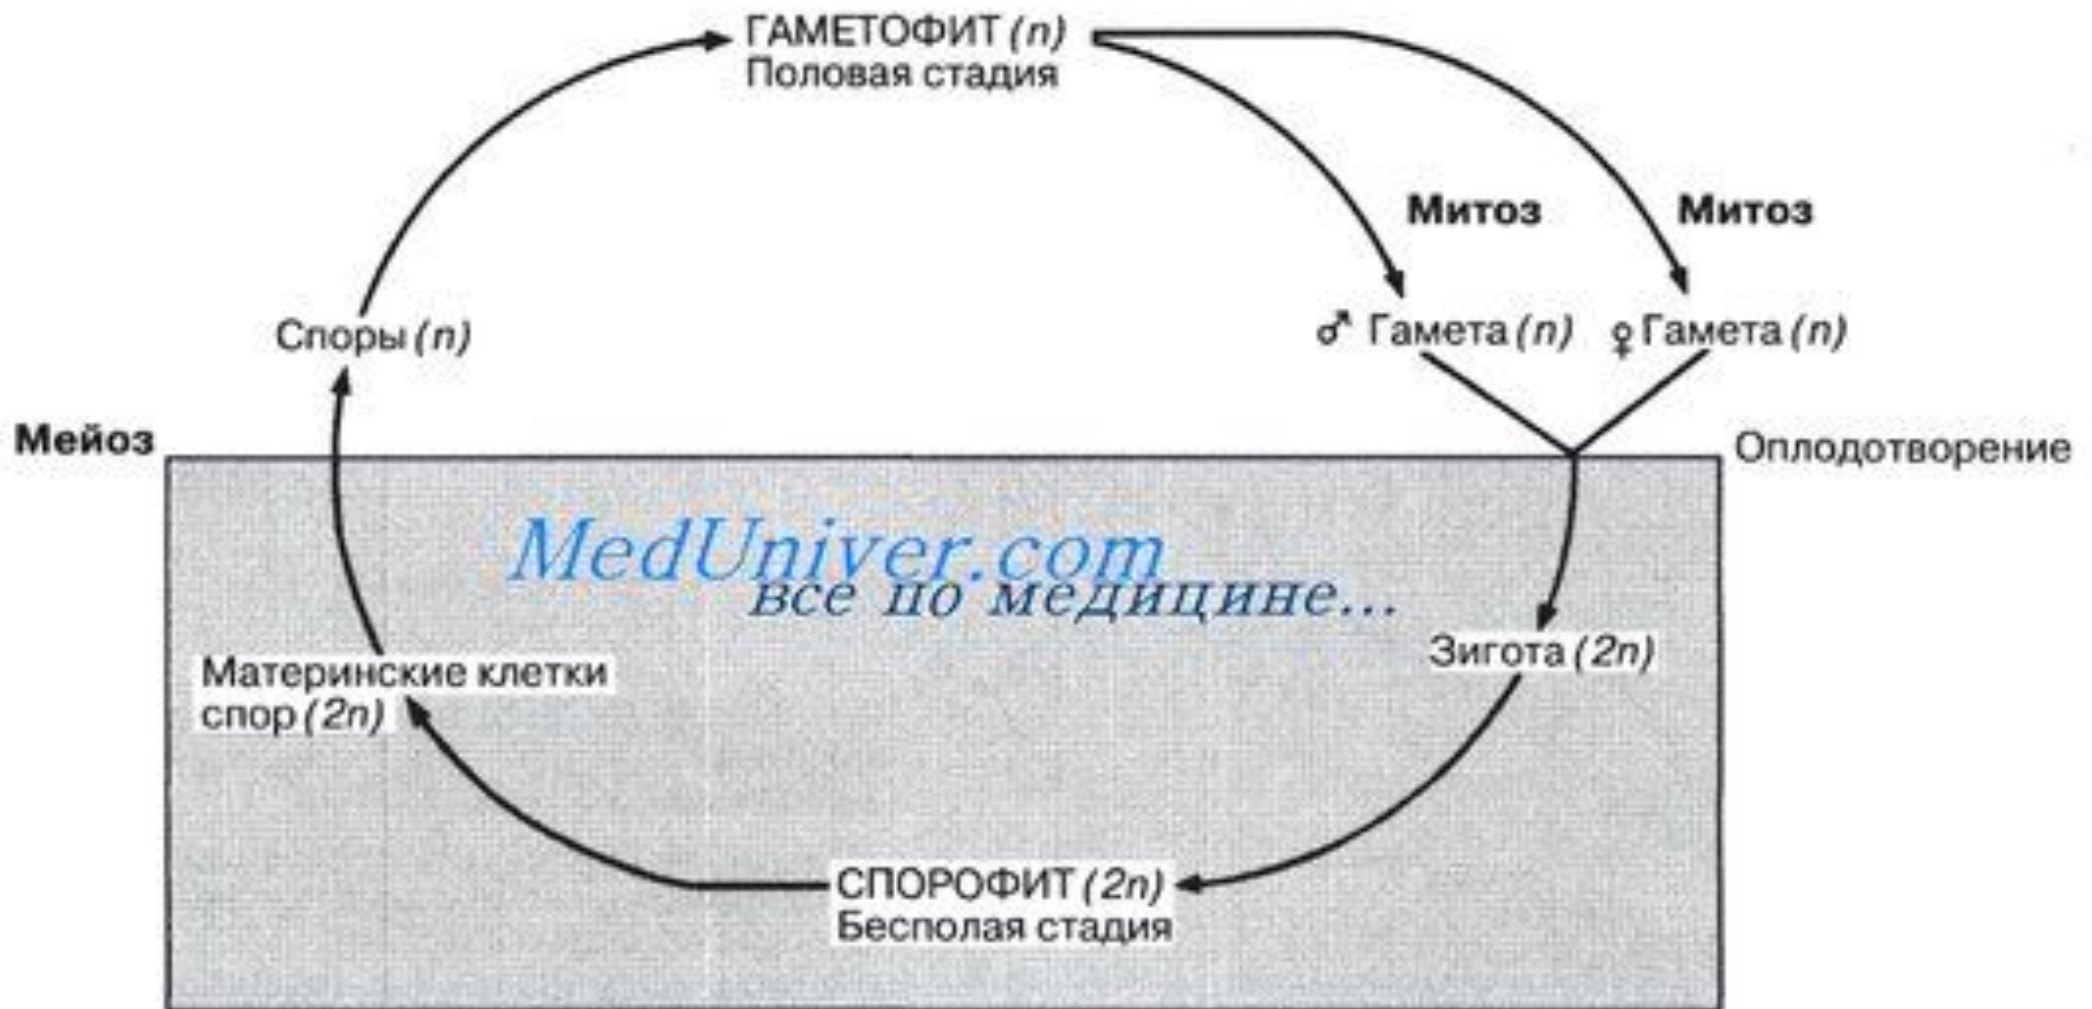 ГАМЕТОФИТ (n)
Половая стадия
Митоз
Митоз
Споры (n)
♂ Гамета (n)
♀ Гамета (n)
Мейоз
Оплодотворение
MedUniver.com
все по медицине...
Зигота (2n)
Материнские клетки
спор (2n)
СПОРОФИТ (2n)
Бесполая стадия